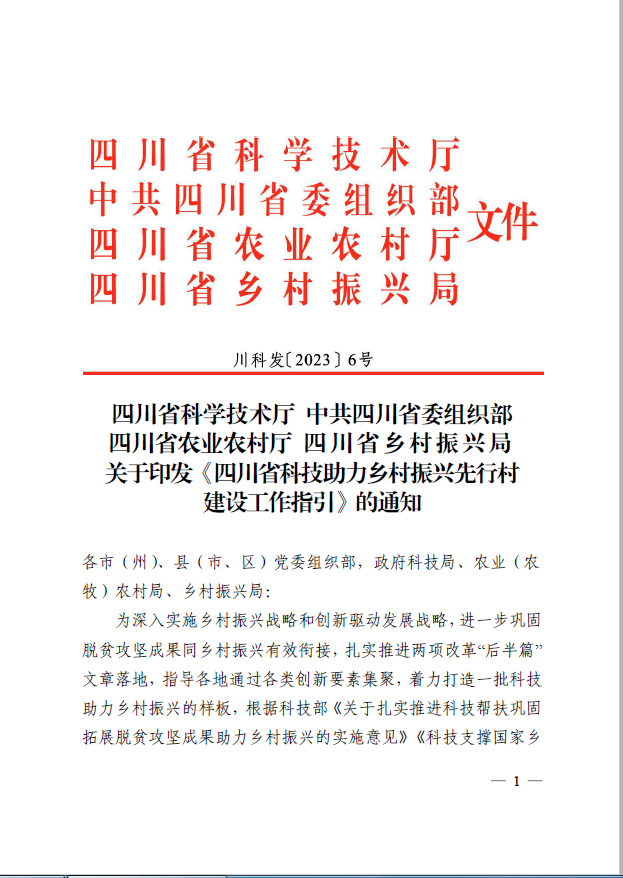 四川省科学技术厅
中共四川省委组织部
四川省农业农村厅
四川省乡村振兴局
文件
川科发〔2023〕6号
四川省科学技术厅 中共四川省委组织部
四川省农业农村厅 四川省乡村振兴局
关于印发《四川省科技助力乡村振兴先行村
建设工作指引》的通知
各市（州）、县（市、区）党委组织部，政府科技局、农业（农
牧）农村局、乡村振兴局：
为深入实施乡村振兴战略和创新驱动发展战略，进一步巩固
脱贫攻坚成果同乡村振兴有效衔接，扎实推进两项改革“后半篇”
文章落地，指导各地通过各类创新要素集聚，着力打造一批科技
助力乡村振兴的样板，根据科技部《关于扎实推进科技帮扶巩固
拓展脱贫攻坚成果助力乡村振兴的实施意见》《科技支撑国家乡
— 1 —